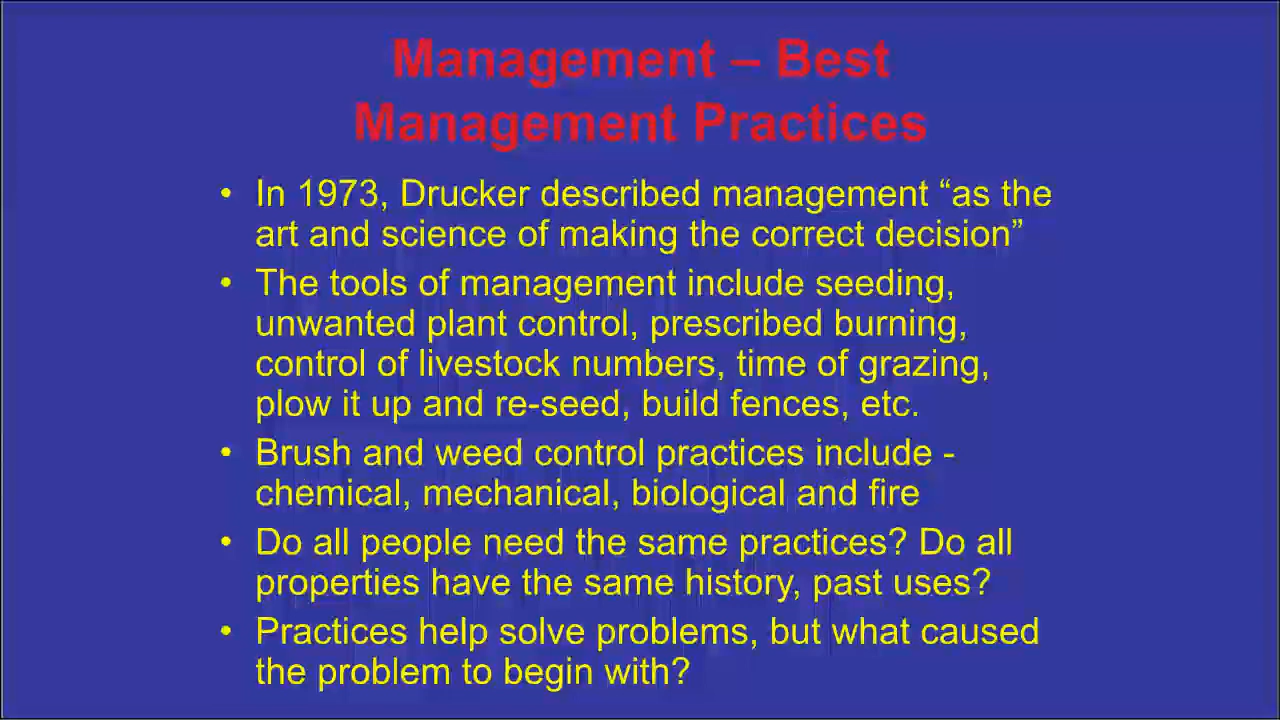 Management – Best
Management Practices
• In 1973, Drucker described management “as the
art and science of making the correct decision”
• The tools of management include seeding,
unwanted plant control, prescribed burning,
control of livestock numbers, time of grazing,
plow it up and re-seed, build fences, etc.
• Brush and weed control practices include -
chemical, mechanical, biological and fire
• Do all people need the same practices? Do all
properties have the same history, past uses?
• Practices help solve problems, but what caused
the problem to begin with?